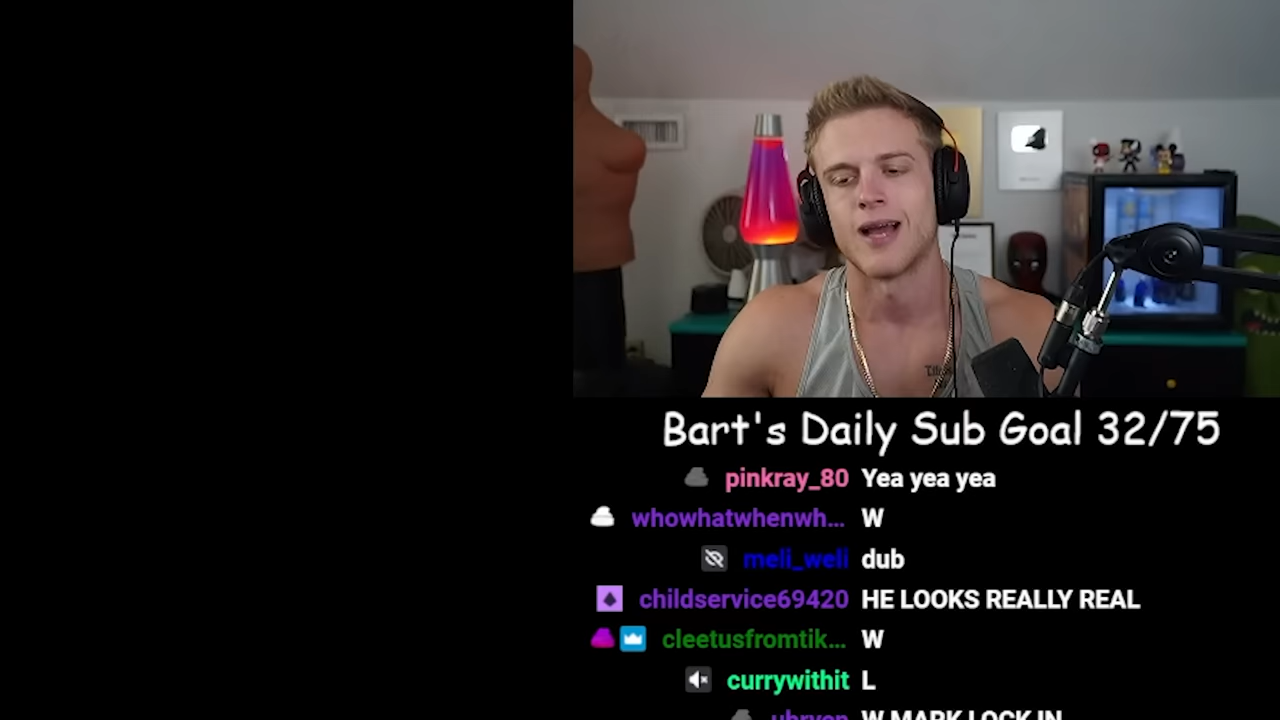 Bart's Daily Sub Goal 32/75
pinkray_80 Yea yea yea
whowhatwhenwh... W
meli_weli dub
childservice69420 HE LOOKS REALLY REAL
cleetusfromtik... W
currywithit L
W MARK LOCK IN